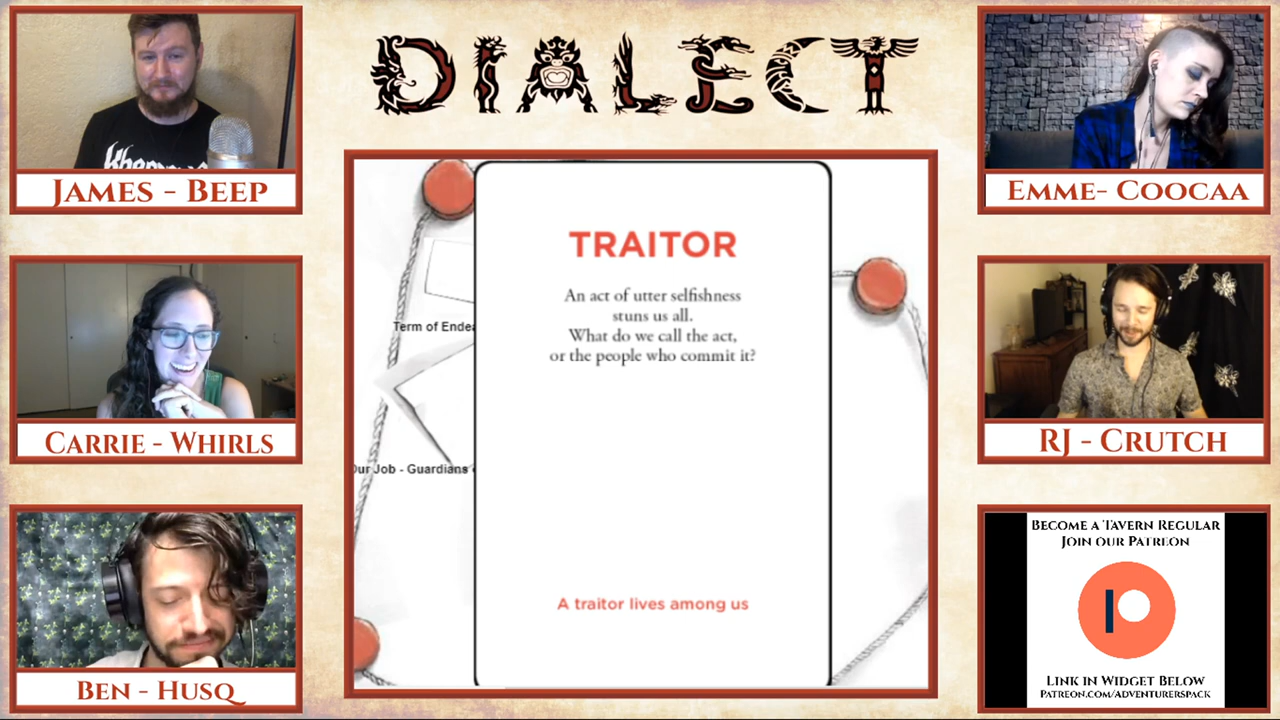 DIALECT
JAMES - BEEP
EMME- COOCAA
TRAITOR
An act of utter selfishness
stuns us all.
What do we call the act,
or the people who commit it?
Term of Endea
CARRIE - WHIRLS
RJ - CRUTCH
Our Job - Guardians
A traitor lives among us
BEN - HUSQ
BECOME A TAVERN REGULAR
JOIN OUR PATREON
LINK IN WIDGET BELOW
PATREON.COM/ADVENTURERSPACK